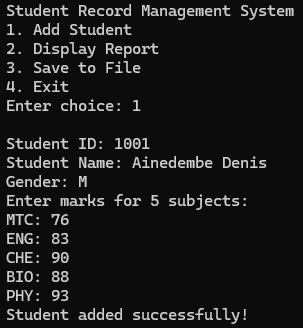 Student Record Management System
1. Add Student
2. Display Report
3. Save to File
4. Exit
Enter choice: 1
Student ID: 1001
Student Name: Ainedembe Denis
Gender: M
Enter marks for 5 subjects:
MTC: 76
ENG: 83
CHE: 90
BIO: 88
PHY: 93
Student added successfully!